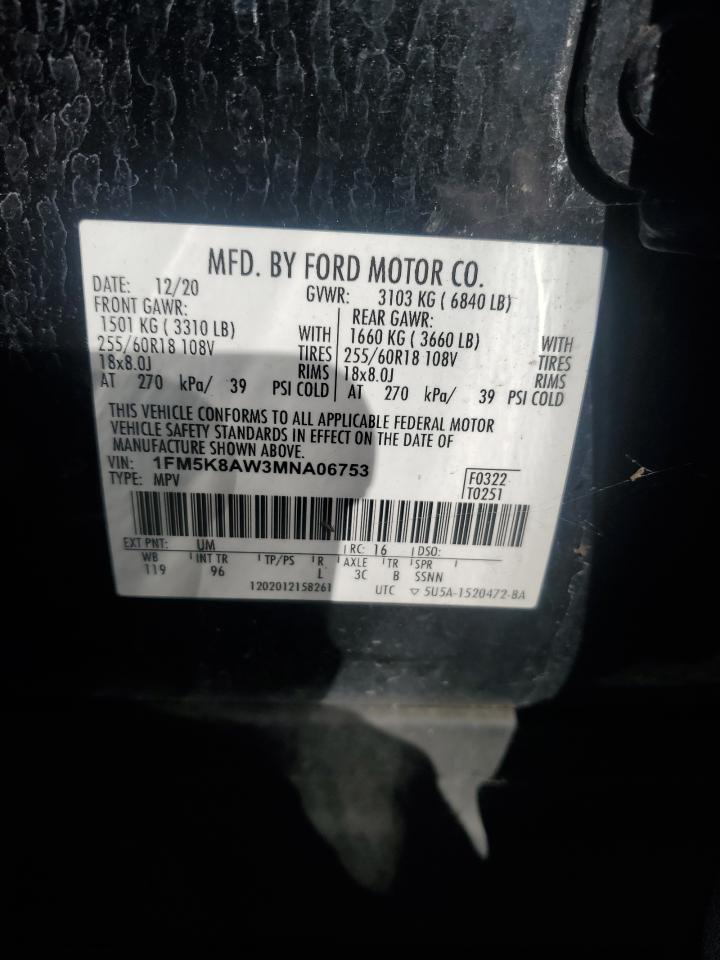 MFD. BY FORD MOTOR CO.
DATE: 12/20 GVWR: 3103 KG ( 6840 LB)
FRONT GAWR: REAR GAWR:
1501 KG ( 3310 LB) WITH 1660 KG ( 3660 LB) WITH
255/60R18 108V TIRES 255/60R18 108V TIRES
18x8.0J RIMS 18x8.0J RIMS
AT 270 kPa/ 39 PSI COLD AT 270 kPa/ 39 PSI COLD
THIS VEHICLE CONFORMS TO ALL APPLICABLE FEDERAL MOTOR
VEHICLE SAFETY STANDARDS IN EFFECT ON THE DATE OF
MANUFACTURE SHOWN ABOVE.
VIN: 1FM5K8AW3MNA06753 F0322
TYPE: MPV T0251
EXT PNT: UM RC: 16 DSO:
WB INT TR TP/PS R AXLE TR SPR
119 96 L 3C B SSNN
1202012158261 UTC ▽ 5U5A-1520472-BA